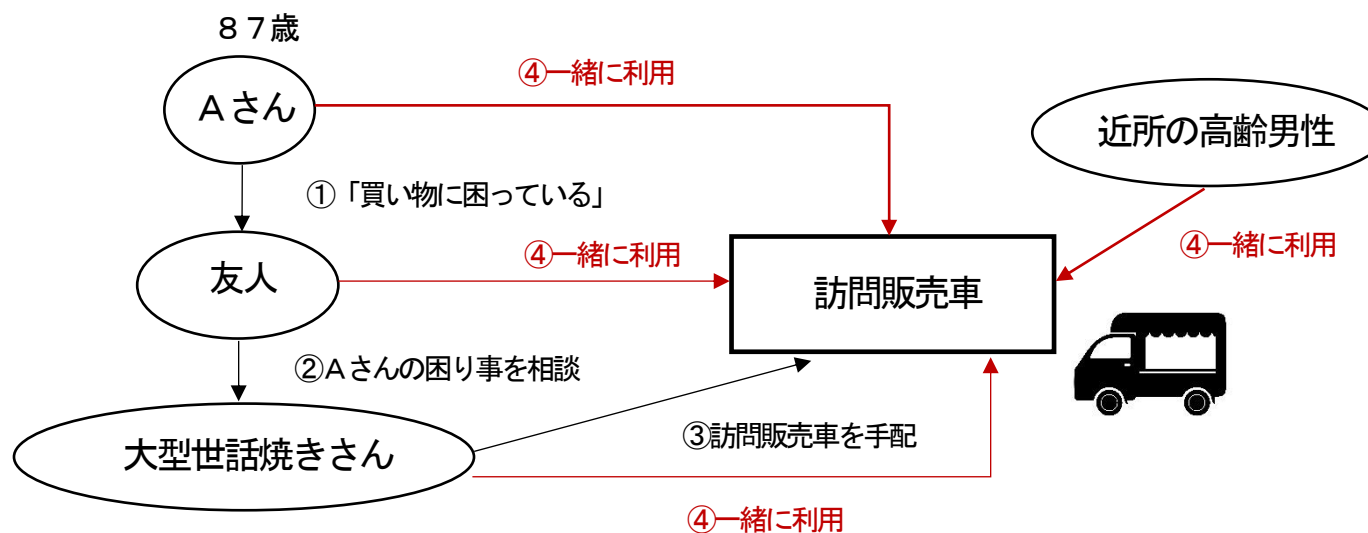 87歳
Aさん
④一緒に利用
近所の高齢男性
①「買い物に困っている」
④一緒に利用
④一緒に利用
友人
訪問販売車
②Aさんの困り事を相談
大型世話焼きさん
③訪問販売車を手配
④一緒に利用